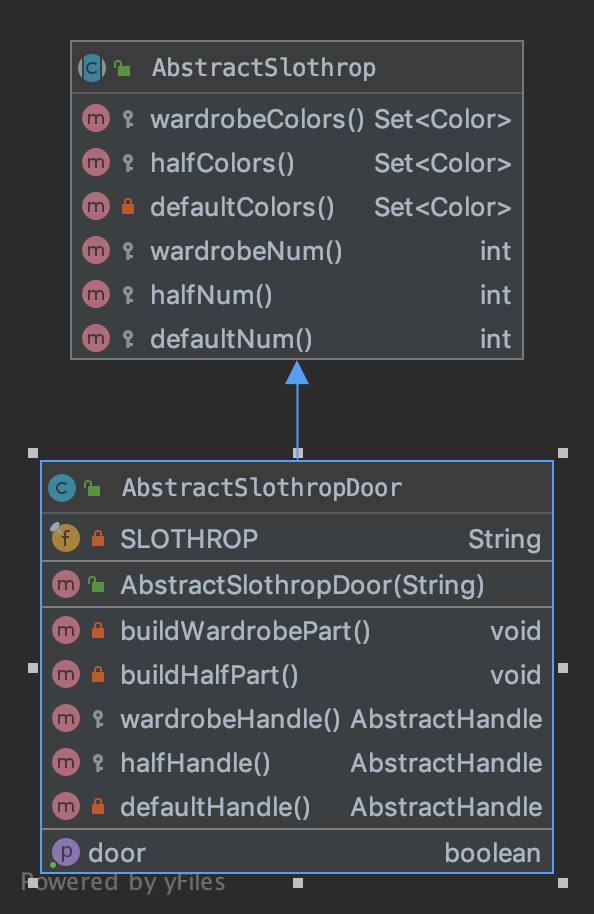 AbstractSlothrop
wardrobeColors() Set<Color>
halfColors() Set<Color>
defaultColors() Set<Color>
wardrobeNum() int
halfNum() int
defaultNum() int
AbstractSlothropDoor
SLOTHROP String
AbstractSlothropDoor(String)
buildWardrobePart() void
buildHalfPart() void
wardrobeHandle() AbstractHandle
halfHandle() AbstractHandle
defaultHandle() AbstractHandle
door boolean
Powered by yFiles